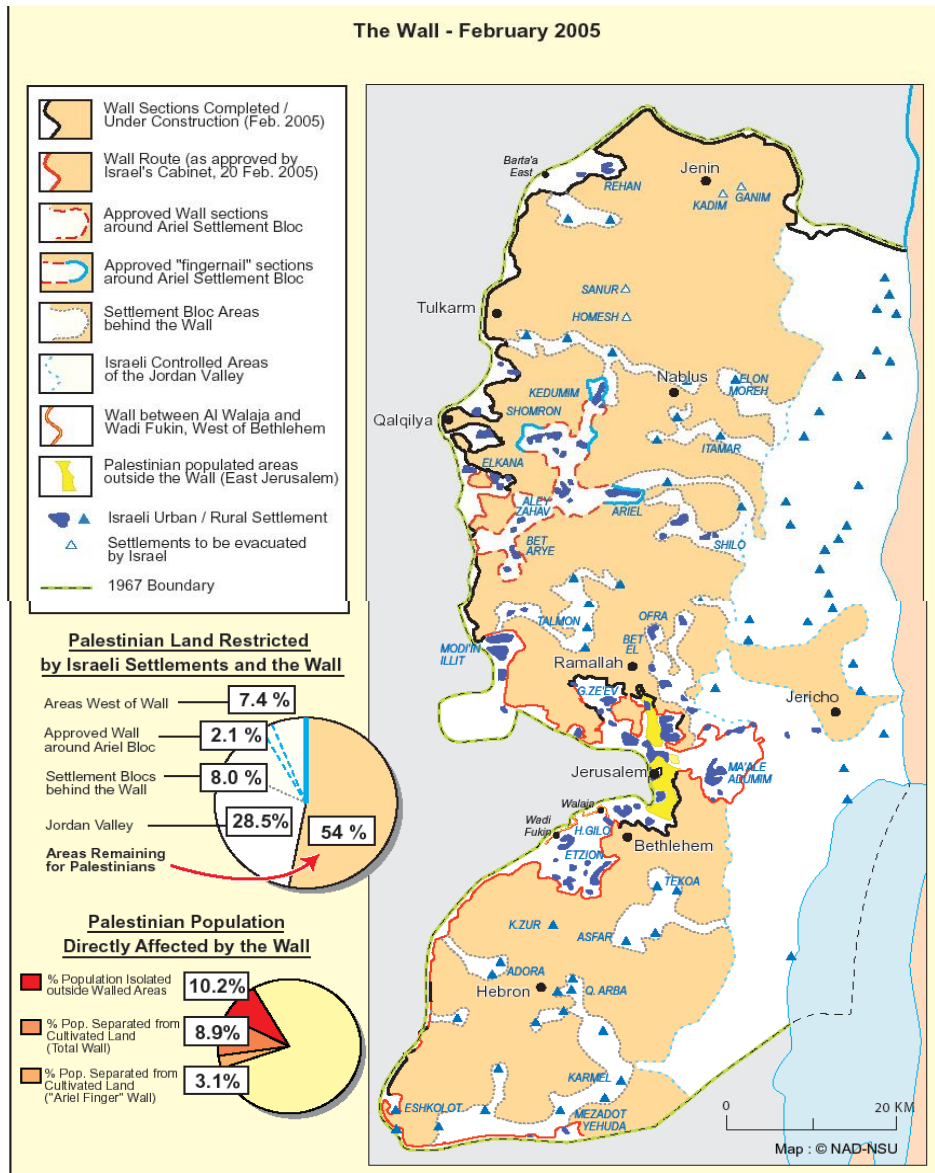 The Wall - February 2005
Wall Sections Completed /
Under Construction (Feb. 2005)
Wall Route (as approved by
Israel's Cabinet, 20 Feb. 2005)
Approved Wall sections
around Ariel Settlement Bloc
Approved "fingernail" sections
around Ariel Settlement Bloc
Settlement Bloc Areas
behind the Wall
Israeli Controlled Areas
of the Jordan Valley
Wall between Al Walaja and
Wadi Fukin, West of Bethlehem
Palestinian populated areas
outside the Wall (East Jerusalem)
Israeli Urban / Rural Settlement
Settlements to be evacuated
by Israel
1967 Boundary
Palestinian Land Restricted
by Israeli Settlements and the Wall
Areas West of Wall
7.4 %
Approved Wall
around Ariel Bloc
2.1 %
Settlement Blocs
behind the Wall
8.0 %
Jordan Valley
28.5%
54 %
Areas Remaining
for Palestinians
Palestinian Population
Directly Affected by the Wall
% Population Isolated
outside Walled Areas
10.2%
% Pop. Separated from
Cultivated Land
(Total Wall)
8.9%
% Pop. Separated from
Cultivated Land
("Ariel Finger" Wall)
3.1%
Barta'a
East
REHAN
Jenin
KADIM
GANIM
SANUR
Tulkarm
HOMESH
KEDUMIM
Nablus
ELON
MOREH
SHOMRON
Qalqilya
ITAMAR
ELKANA
ALEY
ZAHAV
ARIEL
BET
ARYE
SHILO
TALMON
OFRA
BET
EL
MODI'IN
ILLIT
Ramallah
G.ZE'EV
Jericho
Jerusalem
MA'ALE
ADUMIM
Walaja
Wadi
Fukin
H.GILO
Bethlehem
ETZION
TEKOA
K.ZUR
ASFAR
ADORA
Hebron
Q. ARBA
KARMEL
ESHKOLOT
MEZADOT
YEHUDA
0
20 KM
Map : © NAD-NSU